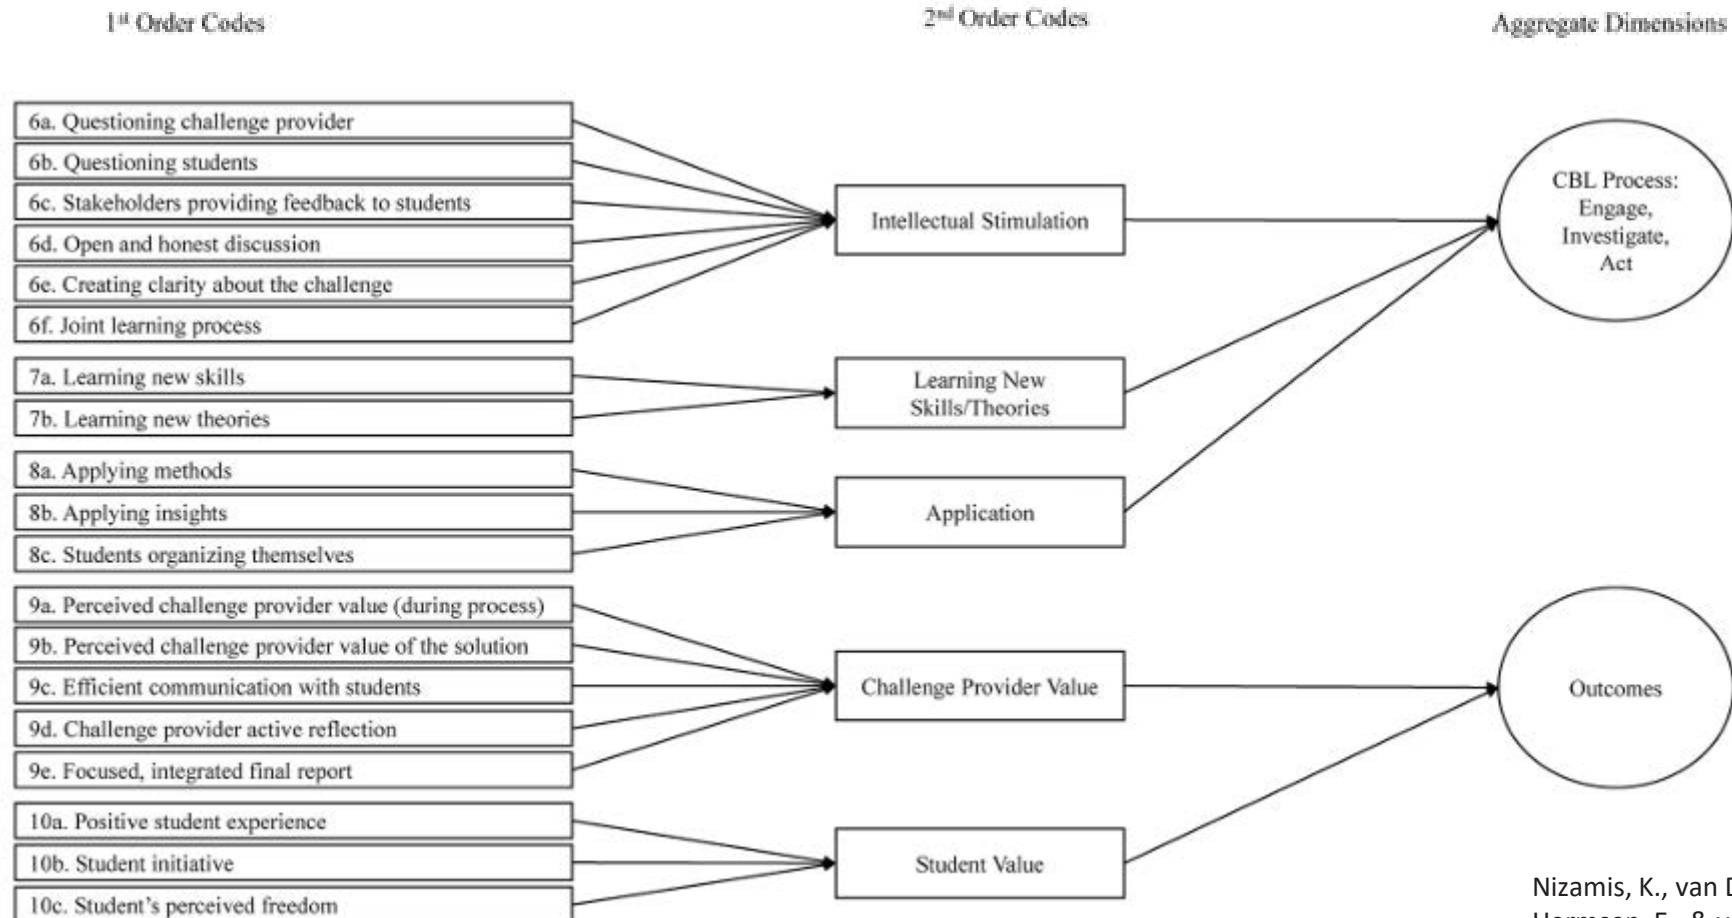 1st Order Codes
2nd Order Codes
Aggregate Dimensions
6a. Questioning challenge provider
6b. Questioning students
6c. Stakeholders providing feedback to students
6d. Open and honest discussion
6e. Creating clarity about the challenge
6f. Joint learning process
7a. Learning new skills
7b. Learning new theories
8a. Applying methods
8b. Applying insights
8c. Students organizing themselves
9a. Perceived challenge provider value (during process)
9b. Perceived challenge provider value of the solution
9c. Efficient communication with students
9d. Challenge provider active reflection
9e. Focused, integrated final report
10a. Positive student experience
10b. Student initiative
10c. Student's perceived freedom
Intellectual Stimulation
Learning New
Skills/Theories
Application
Challenge Provider Value
Student Value
CBL Process:
Engage,
Investigate,
Act
Outcomes
Nizamis, K., van